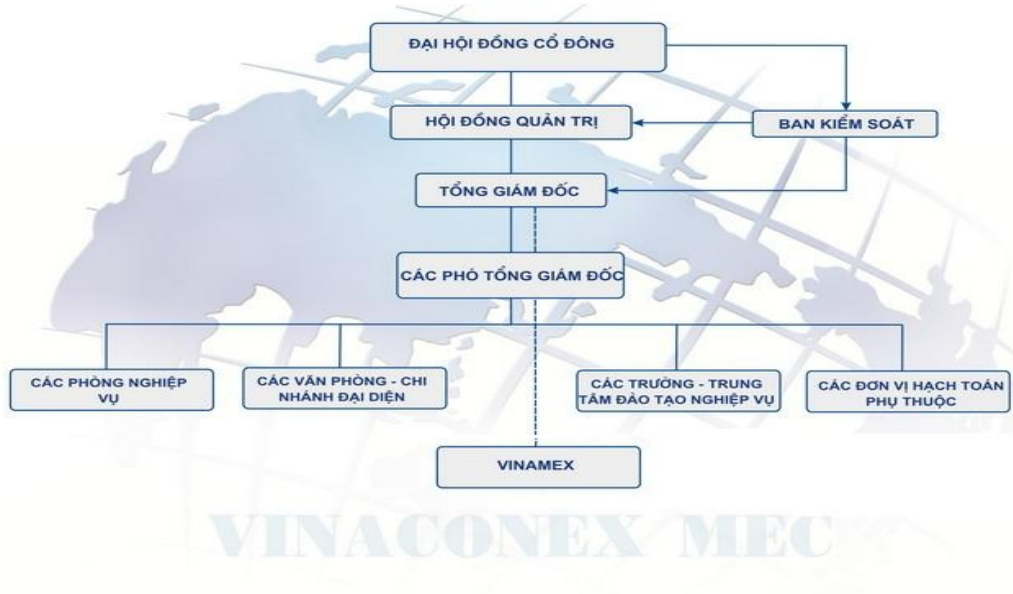 ĐẠI HỘI ĐỒNG CỔ ĐÔNG
HỘI ĐỒNG QUẢN TRỊ
BAN KIỂM SOÁT
TỔNG GIÁM ĐỐC
CÁC PHÓ TỔNG GIÁM ĐỐC
CÁC PHÒNG NGHIỆP
VỤ
CÁC VĂN PHÒNG - CHI
NHÁNH ĐẠI DIỆN
CÁC TRƯỜNG - TRUNG
TÂM ĐÀO TẠO NGHIỆP VỤ
CÁC ĐƠN VỊ HẠCH TOÁN
PHỤ THUỘC
VINAMEX
VINACONEX MEC